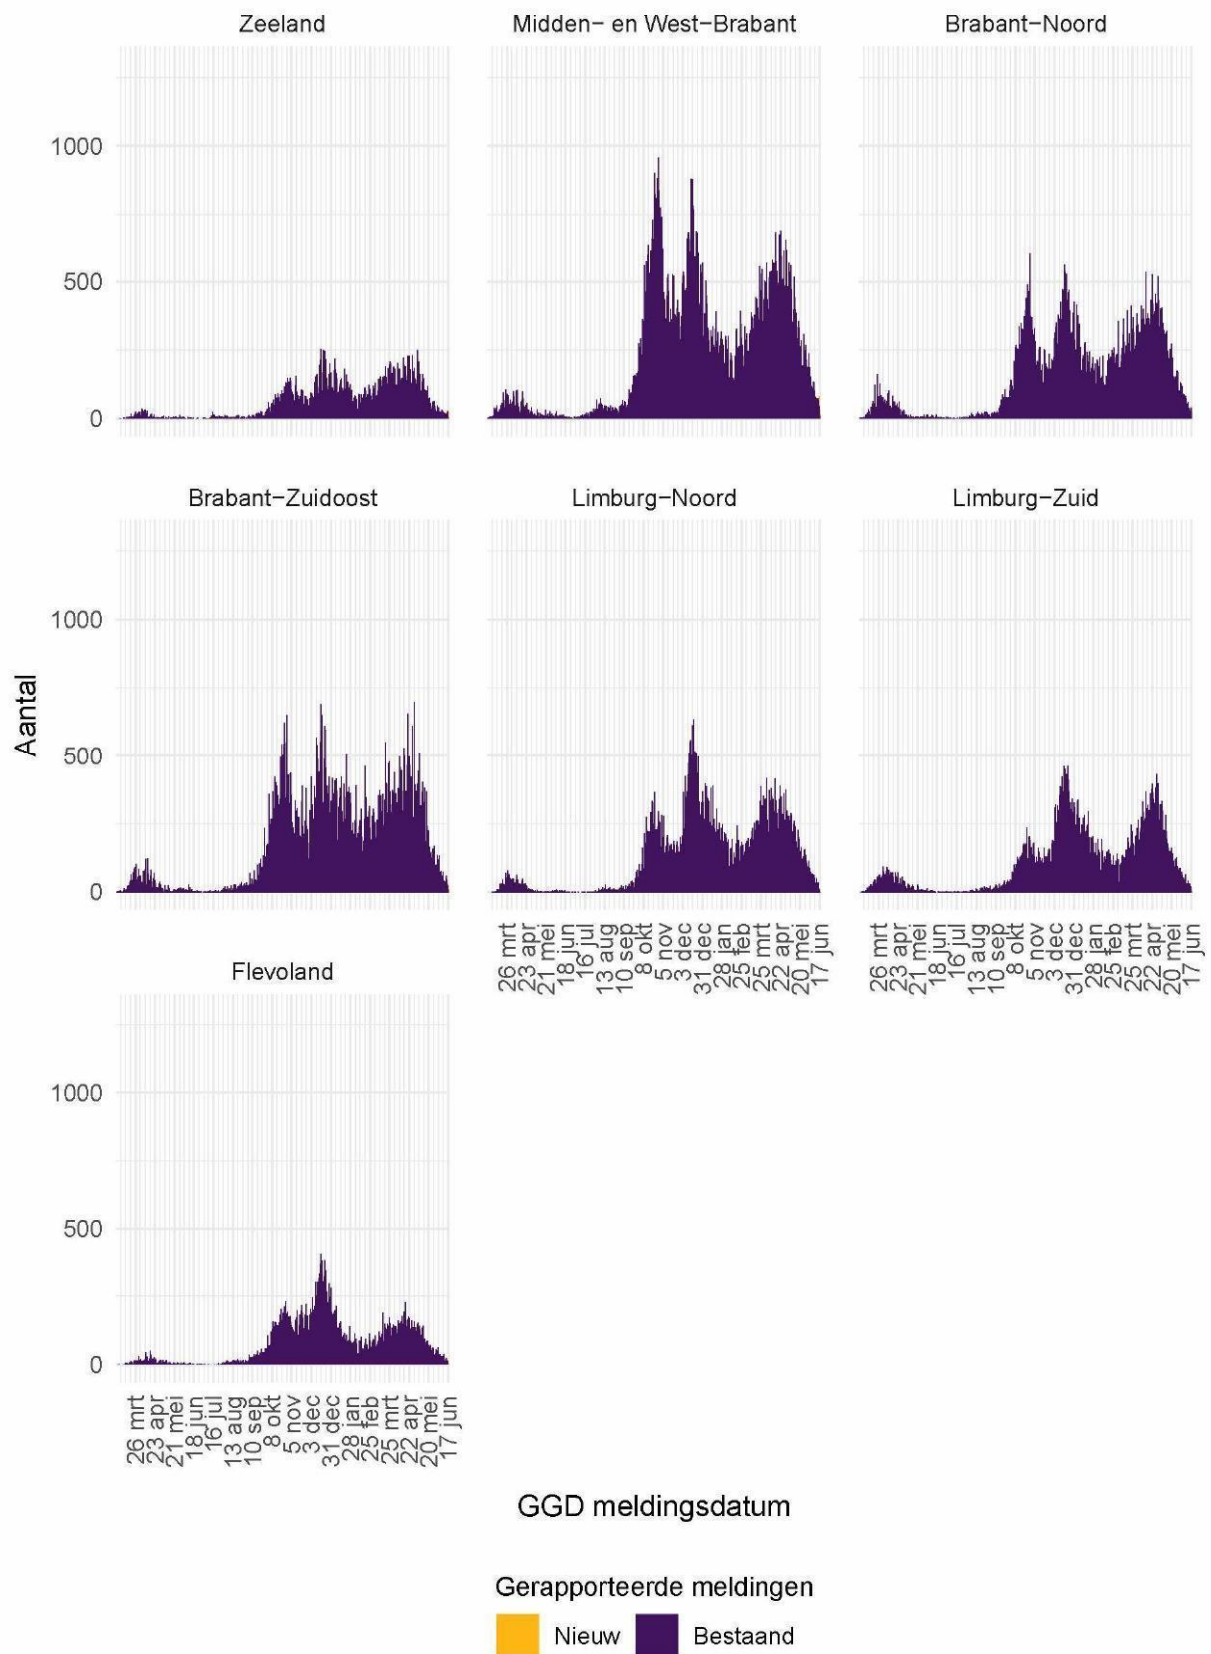 Zeeland
Midden- en West-Brabant
Brabant-Noord
1000
500
0
Brabant-Zuidoost
Limburg-Noord
Limburg-Zuid
1000
500
0
26 mrt
23 apr
21 mei
18 jun
16 jul
13 aug
10 sep
8 okt
5 nov
3 dec
31 dec
28 jan
25 feb
25 mrt
22 apr
20 mei
17 jun
26 mrt
23 apr
21 mei
18 jun
16 jul
13 aug
10 sep
8 okt
5 nov
3 dec
31 dec
28 jan
25 feb
25 mrt
22 apr
20 mei
17 jun
Flevoland
1000
500
0
26 mrt
23 apr
21 mei
18 jun
16 jul
13 aug
10 sep
8 okt
5 nov
3 dec
31 dec
28 jan
25 feb
25 mrt
22 apr
20 mei
17 jun
Aantal
GGD meldingsdatum
Gerapporteerde meldingen
Nieuw
Bestaand